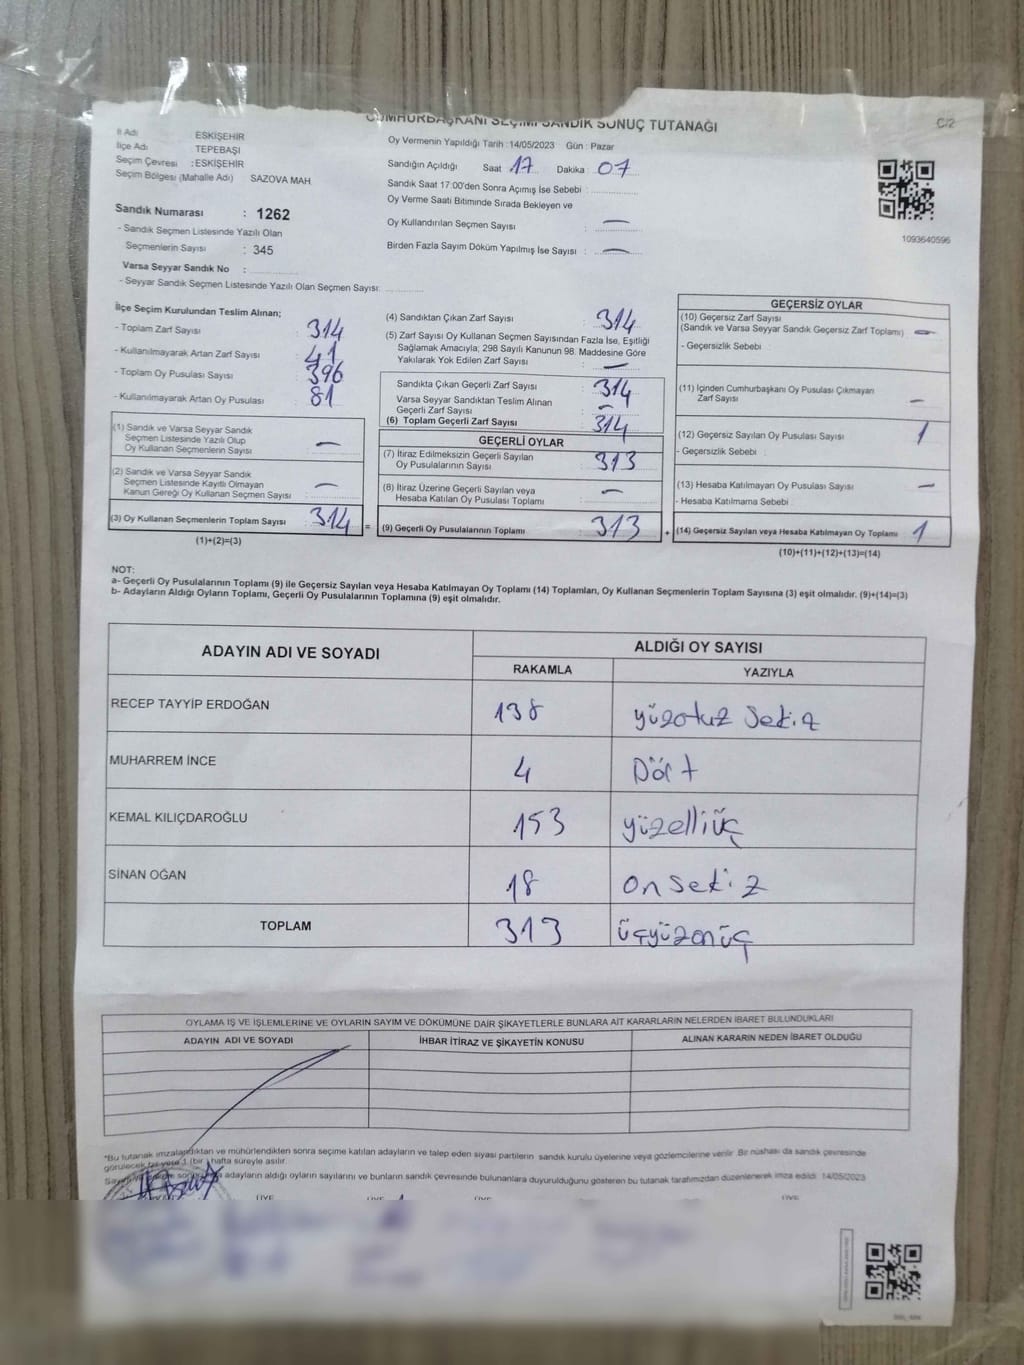 CUMHURBAŞKANI SEÇİMİ SANDIK SONUÇ TUTANAĞI
C/2
İl Adı ESKİŞEHİR
İlçe Adı TEPEBAŞI
Seçim Çevresi : ESKİŞEHİR
Seçim Bölgesi (Mahalle Adı) SAZOVA MAH
Sandık Numarası : 1262
- Sandık Seçmen Listesinde Yazılı Olan
Seçmenlerin Sayısı : 345
Varsa Seyyar Sandık No :
- Seyyar Sandık Seçmen Listesinde Yazılı Olan Seçmen Sayısı:
Oy Vermenin Yapıldığı Tarih :14/05/2023 Gün : Pazar
Sandığın Açıldığı Saat 17 Dakika 07
Sandık Saat 17:00'den Sonra Açımış İse Sebebi :
Oy Verme Saati Bitiminde Sırada Bekleyen ve
Oy Kullandırılan Seçmen Sayısı : —
Birden Fazla Sayım Döküm Yapılmış İse Sayısı : —
1093640596
İlçe Seçim Kurulundan Teslim Alınan;
- Toplam Zarf Sayısı : 314
- Kullanılmayarak Artan Zarf Sayısı : 41
- Toplam Oy Pusulası Sayısı : 396
- Kullanılmayarak Artan Oy Pusulası : 81
(1) Sandık ve Varsa Seyyar Sandık
Seçmen Listesinde Yazılı Olup
Oy Kullanan Seçmenlerin Sayısı : —
(2) Sandık ve Varsa Seyyar Sandık
Seçmen Listesinde Kayıtlı Olmayan
Kanun Gereği Oy Kullanan Seçmen Sayısı : —
(3) Oy Kullanan Seçmenlerin Toplam Sayısı : 314 =
(1)+(2)=(3)
(4) Sandıktan Çıkan Zarf Sayısı : 314
(5) Zarf Sayısı Oy Kullanan Seçmen Sayısından Fazla İse, Eşitliği
Sağlamak Amacıyla; 298 Sayılı Kanunun 98. Maddesine Göre
Yakılarak Yok Edilen Zarf Sayısı : —
Sandıkta Çıkan Geçerli Zarf Sayısı : 314
Varsa Seyyar Sandıktan Teslim Alınan
Geçerli Zarf Sayısı : —
(6) Toplam Geçerli Zarf Sayısı : 314
GEÇERLİ OYLAR
(7) İtiraz Edilmeksizin Geçerli Sayılan
Oy Pusulalarının Sayısı : 313
(8) İtiraz Üzerine Geçerli Sayılan veya
Hesaba Katılan Oy Pusulası Toplamı : —
(9) Geçerli Oy Pusulalarının Toplamı : 313 +
GEÇERSİZ OYLAR
(10) Geçersiz Zarf Sayısı
(Sandık ve Varsa Seyyar Sandık Geçersiz Zarf Toplamı) : —
- Geçersizlik Sebebi :
(11) İçinden Cumhurbaşkanı Oy Pusulası Çıkmayan
Zarf Sayısı : —
(12) Geçersiz Sayılan Oy Pusulası Sayısı : 1
- Geçersizlik Sebebi :
(13) Hesaba Katılmayan Oy Pusulası Sayısı : —
- Hesaba Katılmama Sebebi :
(14) Geçersiz Sayılan veya Hesaba Katılmayan Oy Toplamı : 1
(10)+(11)+(12)+(13)=(14)
NOT:
a- Geçerli Oy Pusulalarının Toplamı (9) ile Geçersiz Sayılan veya Hesaba Katılmayan Oy Toplamı (14) Toplamları, Oy Kullanan Seçmenlerin Toplam Sayısına (3) eşit olmalıdır. (9)+(14)=(3)
b- Adayların Aldığı Oyların Toplamı, Geçerli Oy Pusulalarının Toplamına (9) eşit olmalıdır.
ADAYIN ADI VE SOYADI ALDIĞI OY SAYISI
RAKAMLA YAZIYLA
RECEP TAYYİP ERDOĞAN 138 yüzotuz sekiz
MUHARREM İNCE 4 Dört
KEMAL KILIÇDAROĞLU 153 yüzelliüç
SİNAN OĞAN 18 on sekiz
TOPLAM 313 üçyüzonüç
OYLAMA İŞ VE İŞLEMLERİNE VE OYLARIN SAYIM VE DÖKÜMÜNE DAİR ŞİKAYETLERLE BUNLARA AİT KARARLARIN NELERDEN İBARET BULUNDUKLARI
ADAYIN ADI VE SOYADI İHBAR İTİRAZ VE ŞİKAYETİN KONUSU ALINAN KARARIN NEDEN İBARET OLDUĞU
*Bu tutanak imzalandıktan ve mühürlendikten sonra seçime katılan adayların ve talep eden siyasi partilerin sandık kurulu üyelerine veya gözlemcilerine verilir. Bir nüshası da sandık çevresinde
görülecek bir yere 1 (bir) hafta süreyle asılır.
adayların aldığı oyların sayılarını ve bunların sandık çevresinde bulunanlara duyurulduğunu gösteren bu tutanak tarafımızdan düzenlenerek imza edildi. 14/05/2023
ÜYE ÜYE ÜYE ÜYE